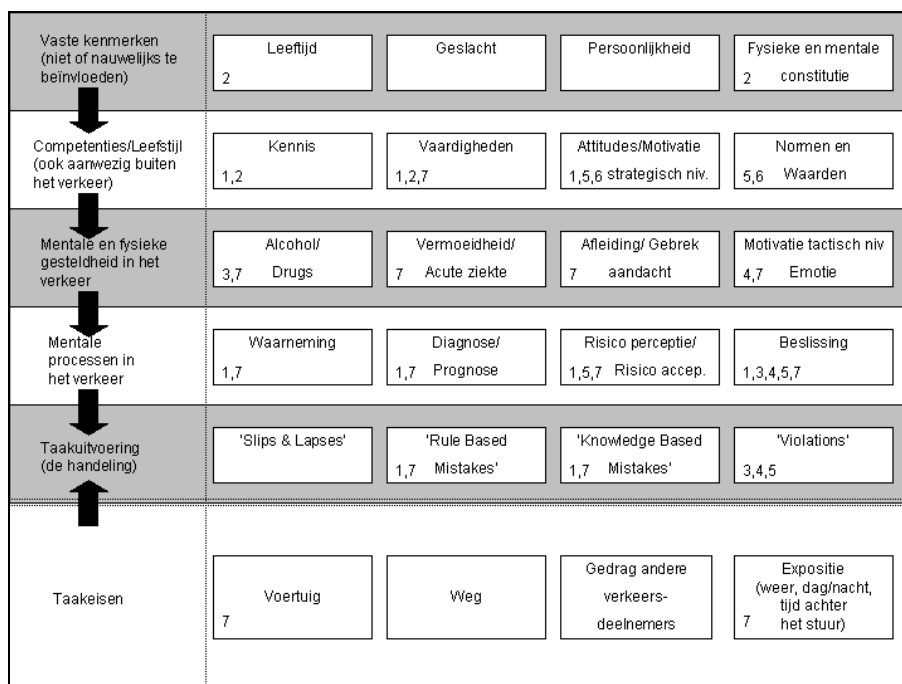 Vaste kenmerken
(niet of nauwelijks te
beïnvloeden)
Leeftijd
2
Geslacht
Persoonlijkheid
Fysieke en mentale
2 constitutie
Competenties/Leefstijl
(ook aanwezig buiten
het verkeer)
Kennis
1,2
Vaardigheden
1,2,7
Attitudes/Motivatie
1,5,6 strategisch niv.
Normen en
5,6 Waarden
Mentale en fysieke
gesteldheid in het
verkeer
Alcohol/
3,7 Drugs
Vermoeidheid/
7 Acute ziekte
Afleiding/ Gebrek
7 aandacht
Motivatie tactisch niv
4,7 Emotie
Mentale
processen in
het verkeer
Waarneming
1,7
Diagnose/
1,7 Prognose
Risico perceptie/
1,5,7 Risico accep.
Beslissing
1,3,4,5,7
Taakuitvoering
(de handeling)
'Slips & Lapses'
'Rule Based
1,7 Mistakes'
'Knowledge Based
1,7 Mistakes'
'Violations'
3,4,5
Taakeisen
Voertuig
7
Weg
Gedrag andere
verkeers-
deelnemers
Expositie
(weer, dag/nacht,
tijd achter
7 het stuur)